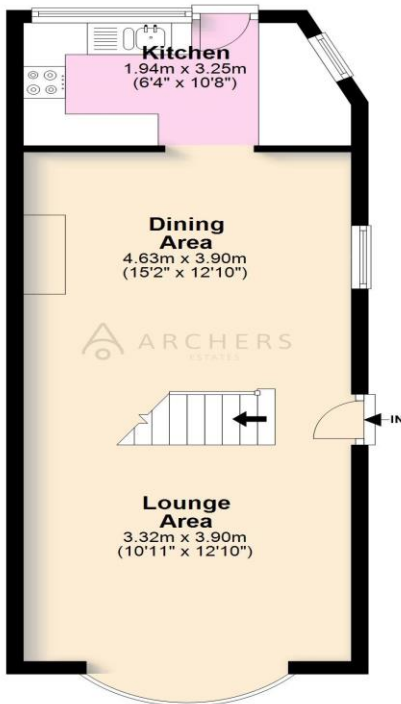 Kitchen
1.94m x 3.25m
(6'4" x 10'8")
Dining
Area
4.63m x 3.90m
(15'2" x 12'10")
ARCHERS
ESTATES
IN
Lounge
Area
3.32m x 3.90m
(10'11" x 12'10")